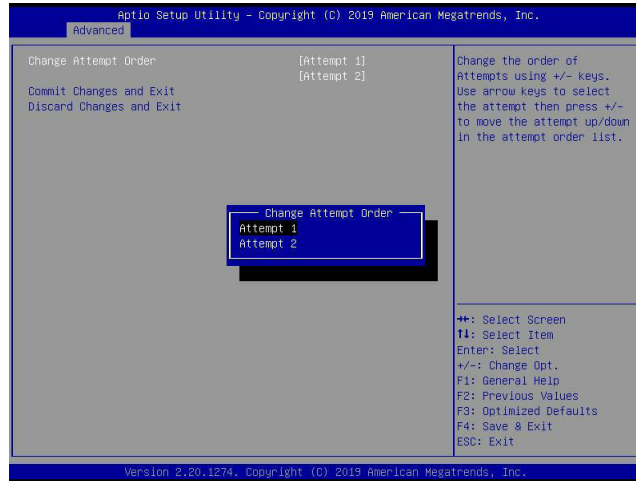 Aptio Setup Utility – Copyright (C) 2019 American Megatrends, Inc.
Advanced
Change Attempt Order [Attempt 1]
[Attempt 2]
Commit Changes and Exit
Discard Changes and Exit
Change the order of
Attempts using +/- keys.
Use arrow keys to select
the attempt then press +/-
to move the attempt up/down
in the attempt order list.
Change Attempt Order
Attempt 1
Attempt 2
→←: Select Screen
↑↓: Select Item
Enter: Select
+/-: Change Opt.
F1: General Help
F2: Previous Values
F3: Optimized Defaults
F4: Save & Exit
ESC: Exit
Version 2.20.1274. Copyright (C) 2019 American Megatrends, Inc.